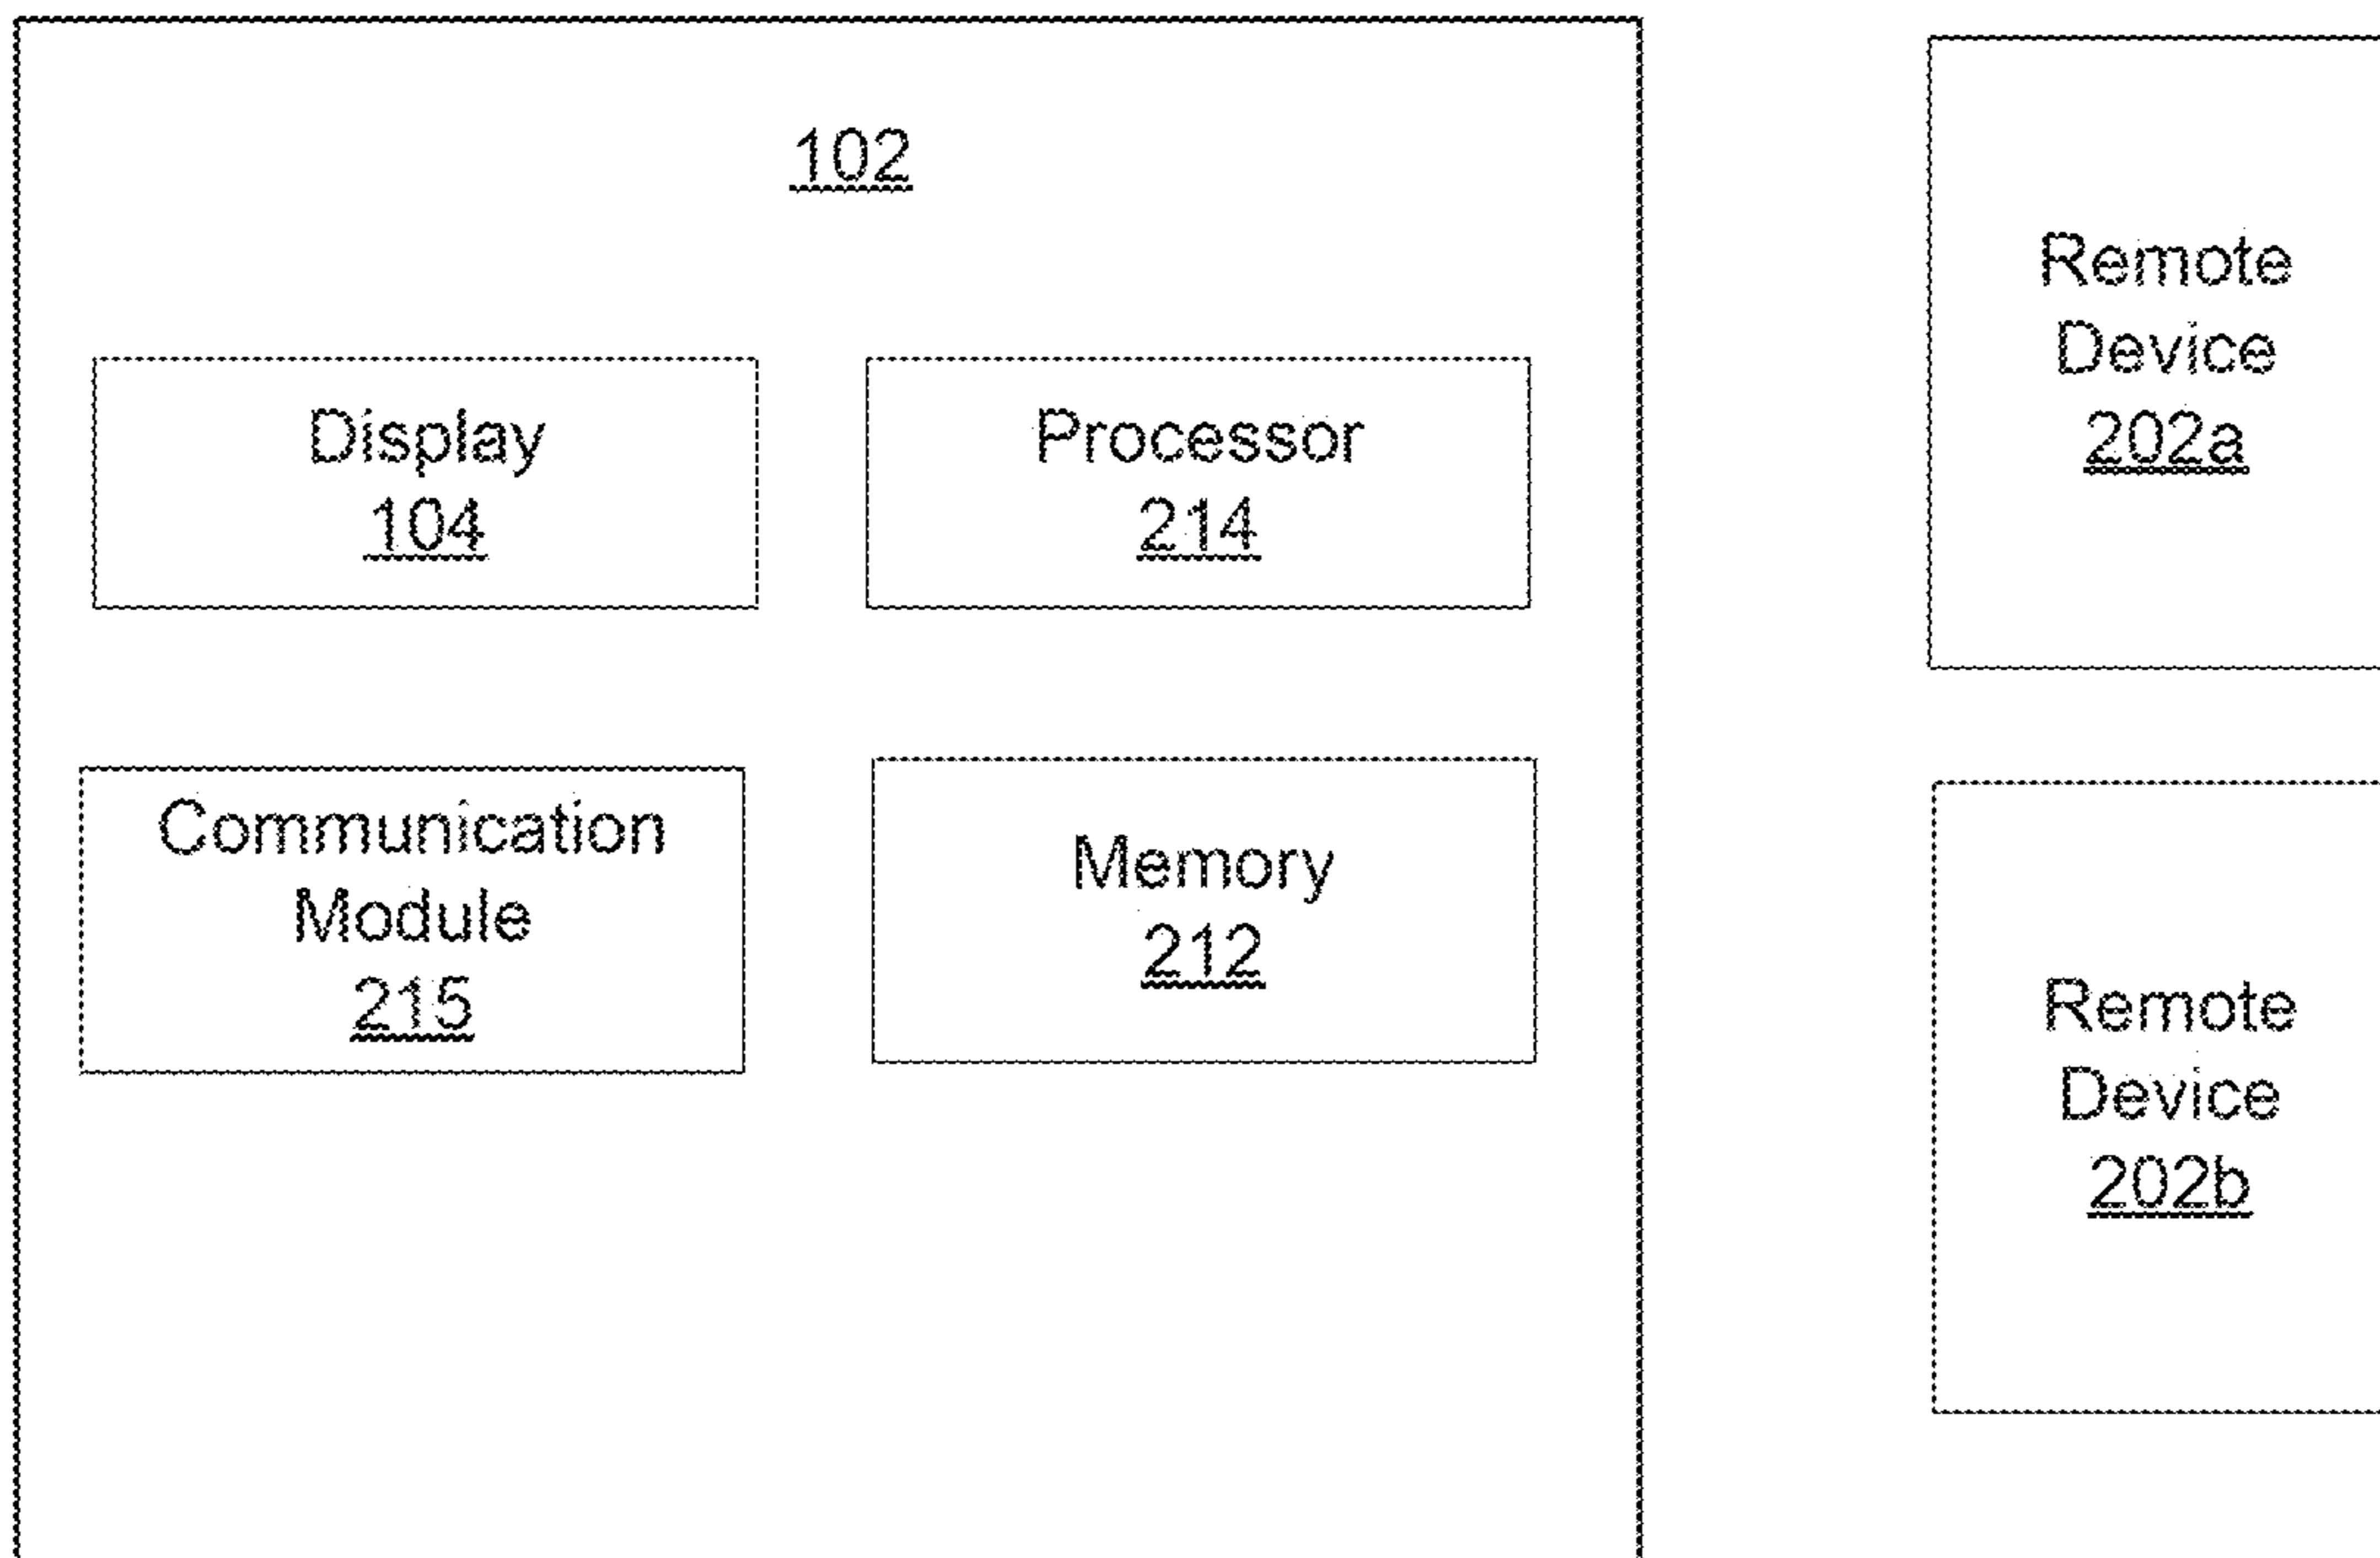 102
Display
104
Processor
214
Communication
Module
215
Memory
212
Remote
Device
202a
Remote
Device
202b